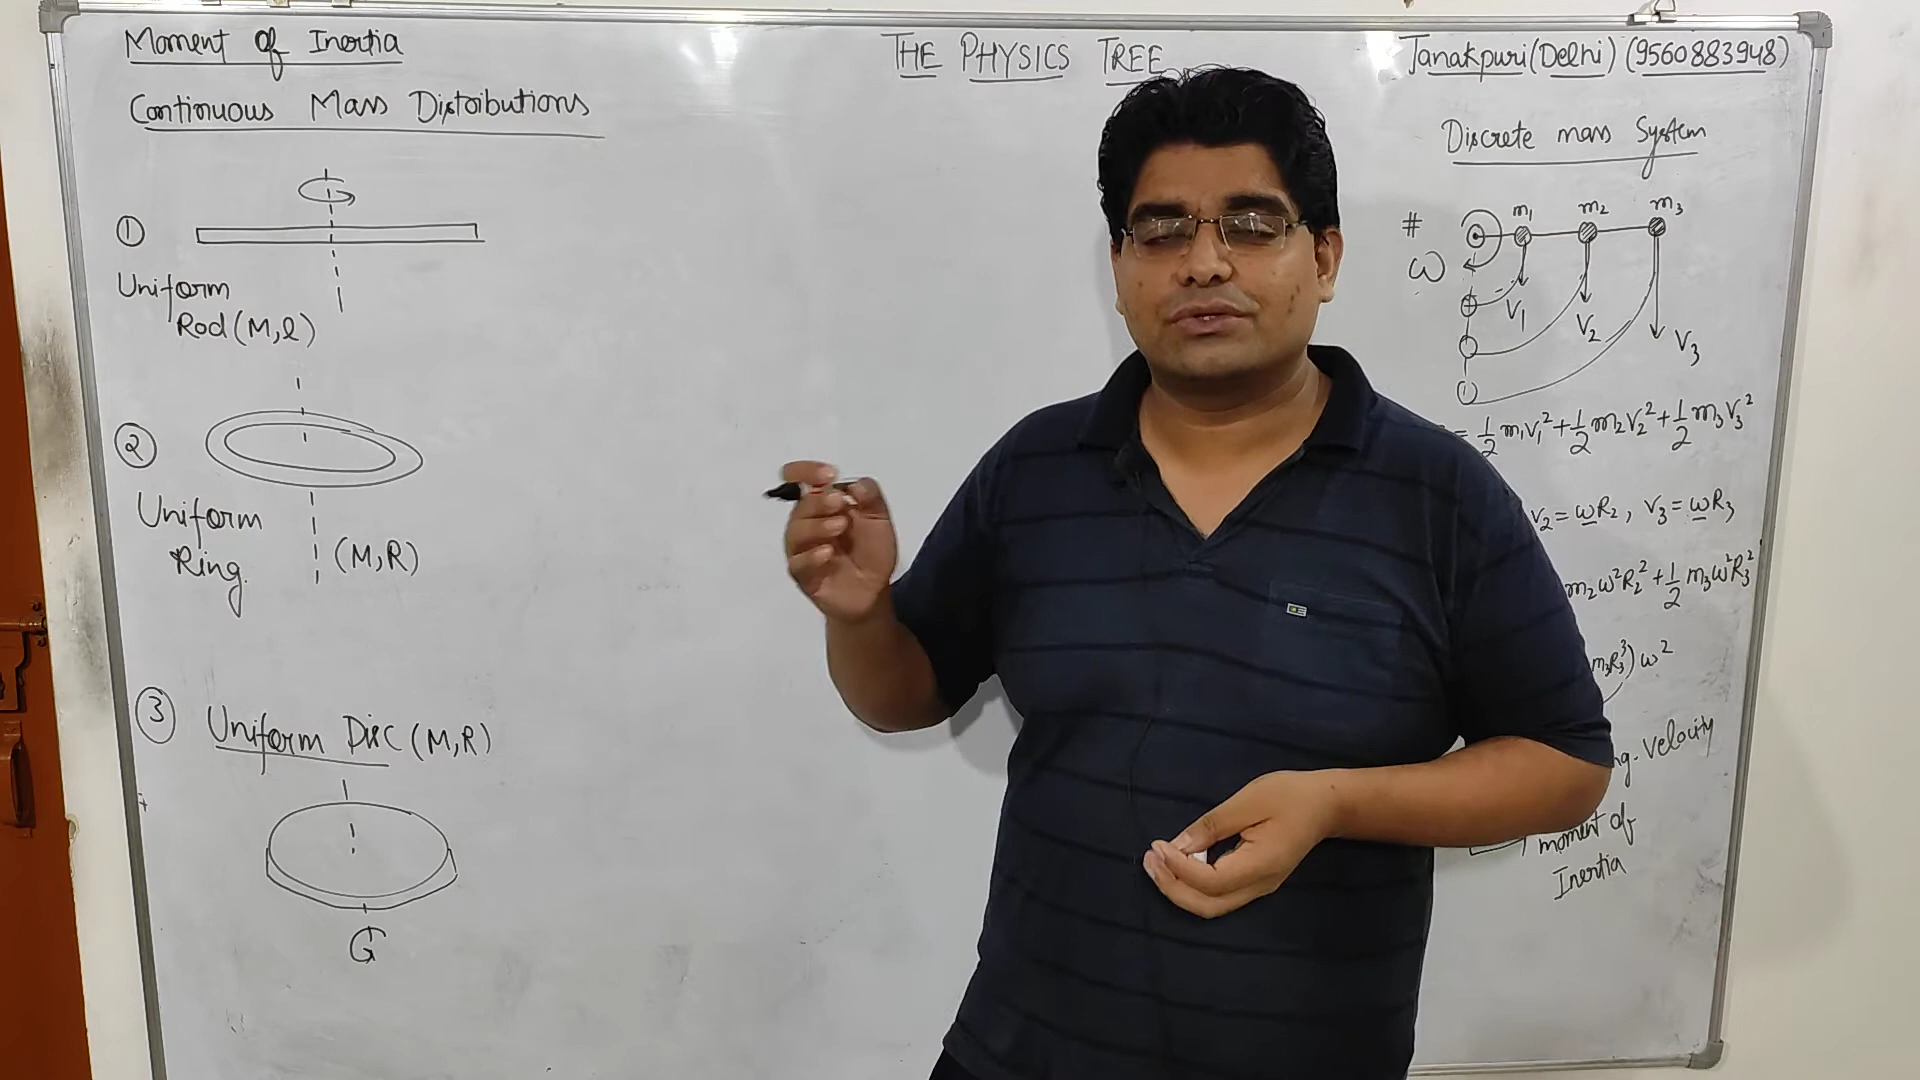 Moment of Inertia
Continuous Mass Distributions
①
Uniform
Rod (M,l)
②
Uniform
Ring
(M,R)
③ Uniform Disc (M,R)
THE PHYSICS TREE
Janakpuri (Delhi) (9560883948)
Discrete mass System
#
ω
m₁ m₂ m₃
V₁ V₂ V₃
= ½ m₁v₁² + ½ m₂v₂² + ½ m₃v₃²
v₂ = ωR₂, v₃ = ωR₃
m₂ω²R₂² + ½ m₃ω²R₃²
m₃R₃³) ω²
ng. velocity
moment of
Inertia